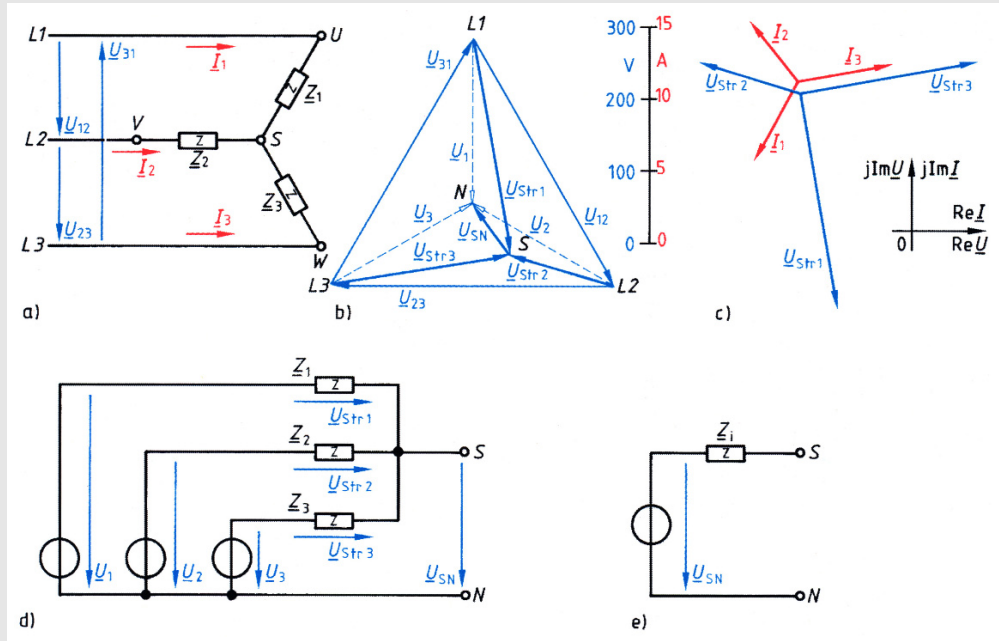 L1
U31
I1
U
Z1
U12
V
L2
S
I2
Z2
Z3
I3
U23
L3
W
a)
L1
U31
U1
N
UStr1
U3
U2
U12
USN
S
UStr3
UStr2
L3
L2
U23
b)
300
15
V
A
200
10
100
5
0
0
I2
I3
UStr2
UStr3
I1
UStr1
jImU
jImI
ReI
0
ReU
c)
Z1
Z
UStr1
Z2
Z
S
UStr2
Z3
Z
UStr3
U1
U2
U3
USN
N
d)
Zi
Z
S
USN
N
e)